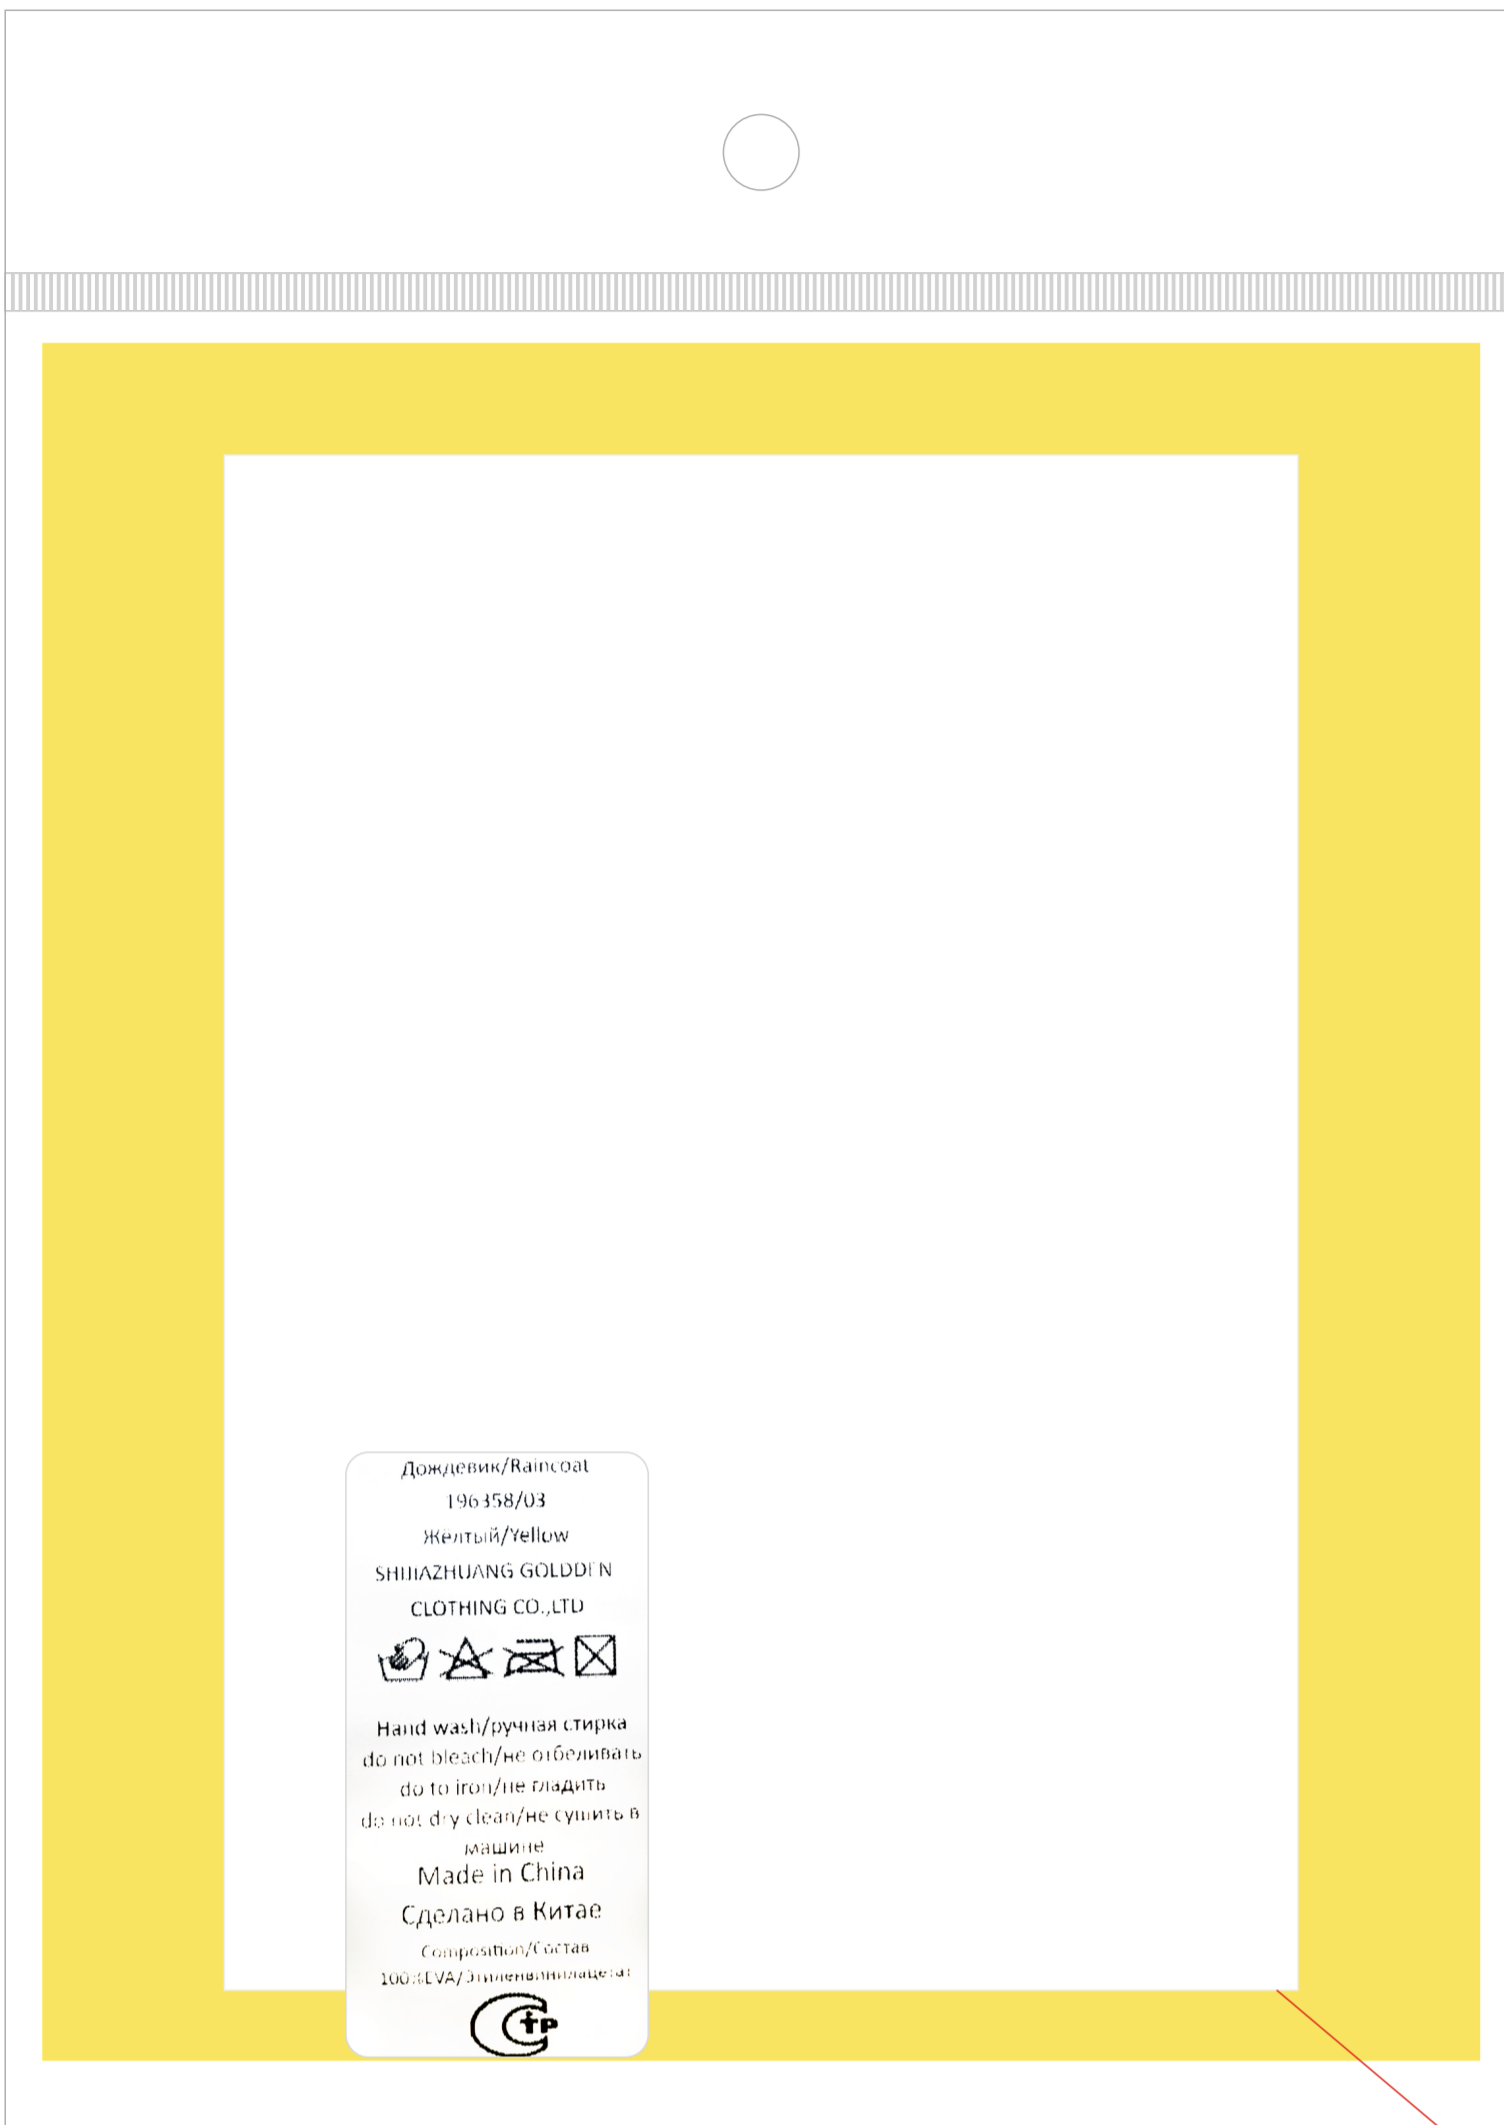 Дождевик/Raincoat
196358/03
Жёлтый/Yellow
SHIJIAZHUANG GOLDDEN
CLOTHING CO.,LTD
Hand wash/ручная стирка
do not bleach/не отбеливать
do to iron/не гладить
do not dry clean/не сушить в
машине
Made in China
Сделано в Китае
Composition/Состав
100%EVA/Этиленвинилацетат